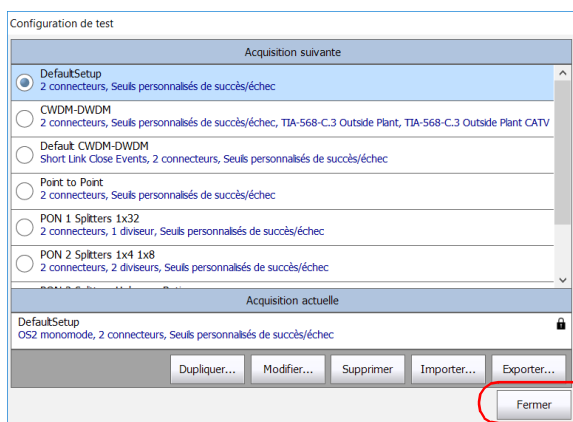 Configuration de test
Acquisition suivante
DefaultSetup
2 connecteurs, Seuils personnalisés de succès/échec
CWDM-DWDM
2 connecteurs, Seuils personnalisés de succès/échec, TIA-568-C.3 Outside Plant, TIA-568-C.3 Outside Plant CATV
Default CWDM-DWDM
Short Link Close Events, 2 connecteurs, Seuils personnalisés de succès/échec
Point to Point
2 connecteurs, Seuils personnalisés de succès/échec
PON 1 Splitters 1x32
2 connecteurs, 1 diviseur, Seuils personnalisés de succès/échec
PON 2 Splitters 1x4 1x8
2 connecteurs, 2 diviseurs, Seuils personnalisés de succès/échec
Acquisition actuelle
DefaultSetup
OS2 monomode, 2 connecteurs, Seuils personnalisés de succès/échec
Dupliquer... Modifier... Supprimer Importer... Exporter...
Fermer